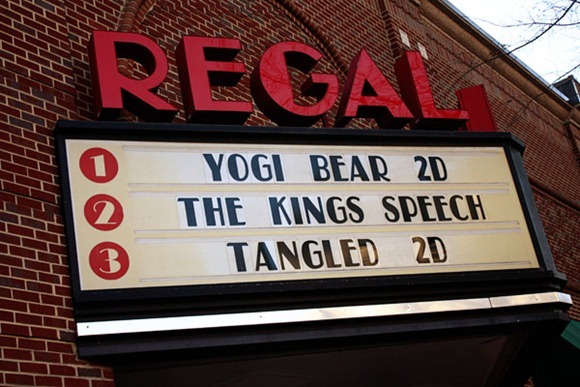 REGAL
1 YOGI BEAR 2D
2 THE KINGS SPEECH
3 TANGLED 2D